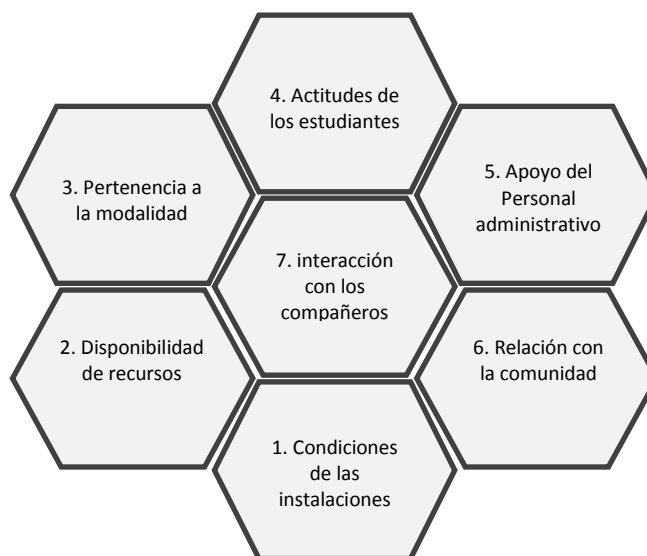 4. Actitudes de
los estudiantes
3. Pertenencia a
la modalidad
5. Apoyo del
Personal
administrativo
7. interacción
con los
compañeros
2. Disponibilidad
de recursos
6. Relación con
la comunidad
1. Condiciones
de las
instalaciones